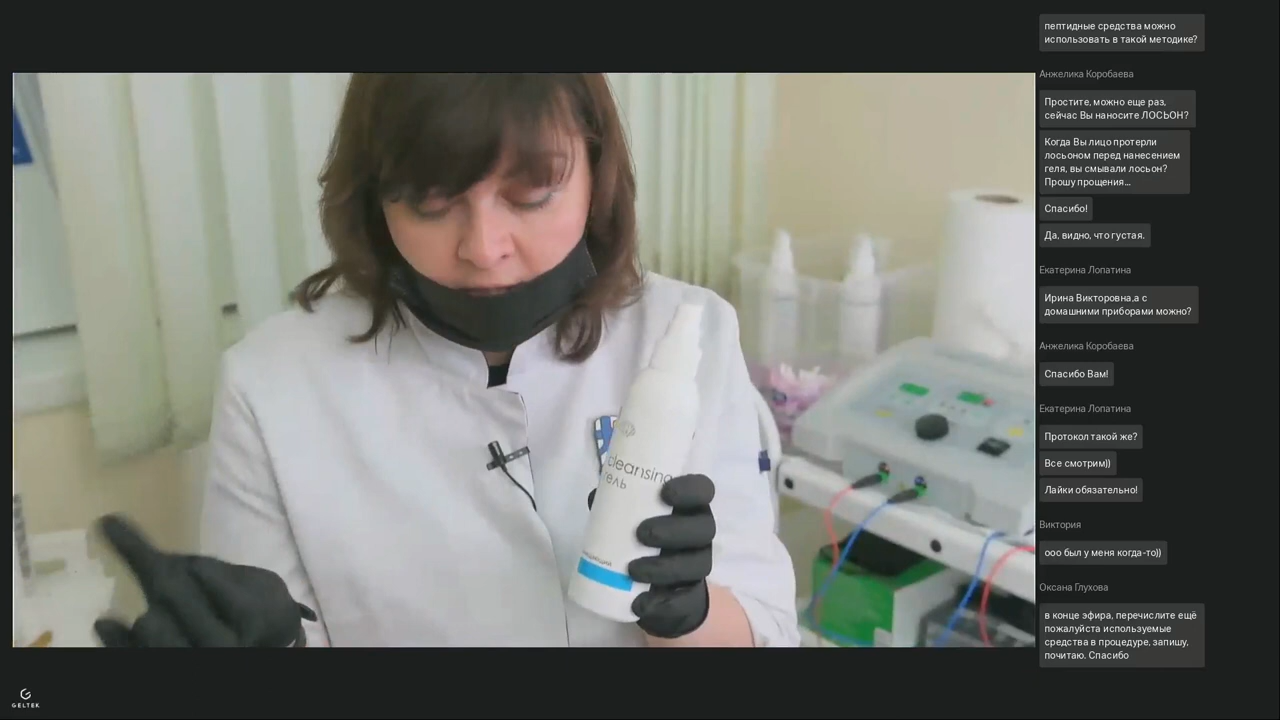 пептидные средства можно
использовать в такой методике?
Анжелика Коробаева
Простите, можно еще раз,
сейчас Вы наносите ЛОСЬОН?
Когда Вы лицо протерли
лосьоном перед нанесением
геля, вы смывали лосьон?
Прошу прощения...
Спасибо!
Да, видно, что густая.
Екатерина Лопатина
Ирина Викторовна,а с
домашними приборами можно?
Анжелика Коробаева
Спасибо Вам!
Екатерина Лопатина
Протокол такой же?
Все смотрим))
Лайки обязательно!
Виктория
ооо был у меня когда-то))
Оксана Глухова
в конце эфира, перечислите ещё
пожалуйста используемые
средства в процедуре, запишу,
почитаю. Спасибо
cleansing
гель
GELTEK